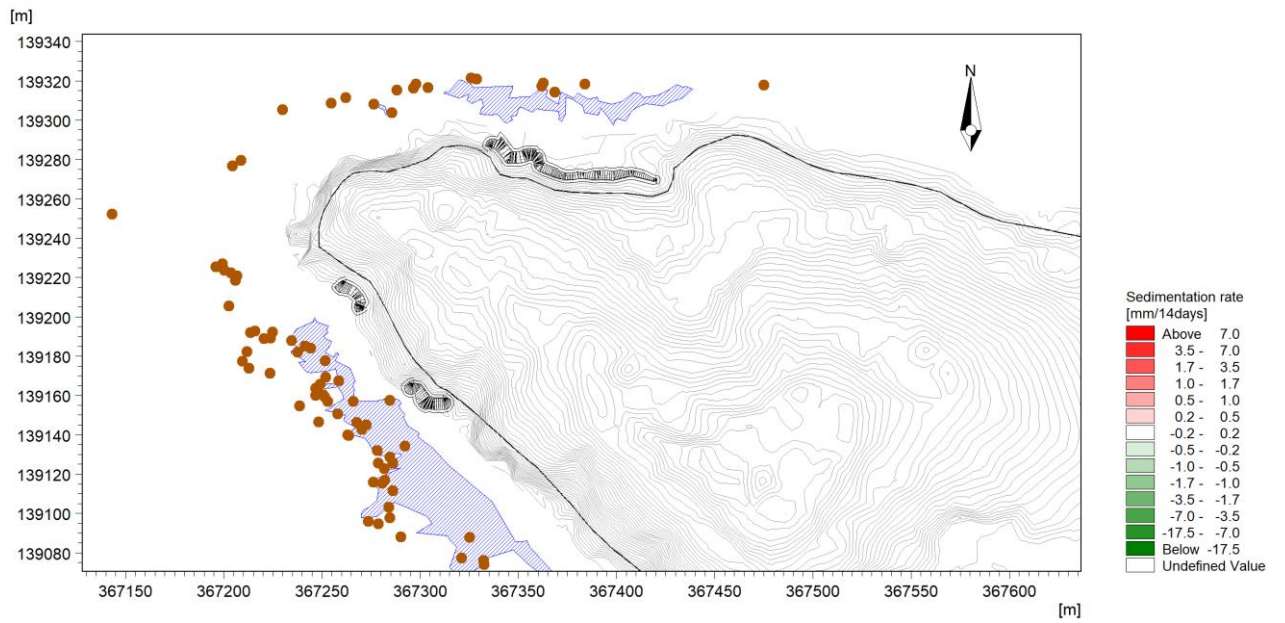 [m]
139340
139320
139300
139280
139260
139240
139220
139200
139180
139160
139140
139120
139100
139080
N
367150
367200
367250
367300
367350
367400
367450
367500
367550
367600
[m]
Sedimentation rate
[mm/14days]
Above 7.0
3.5 - 7.0
1.7 - 3.5
1.0 - 1.7
0.5 - 1.0
0.2 - 0.5
-0.2 - 0.2
-0.5 - -0.2
-1.0 - -0.5
-1.7 - -1.0
-3.5 - -1.7
-7.0 - -3.5
-17.5 - -7.0
Below -17.5
Undefined Value